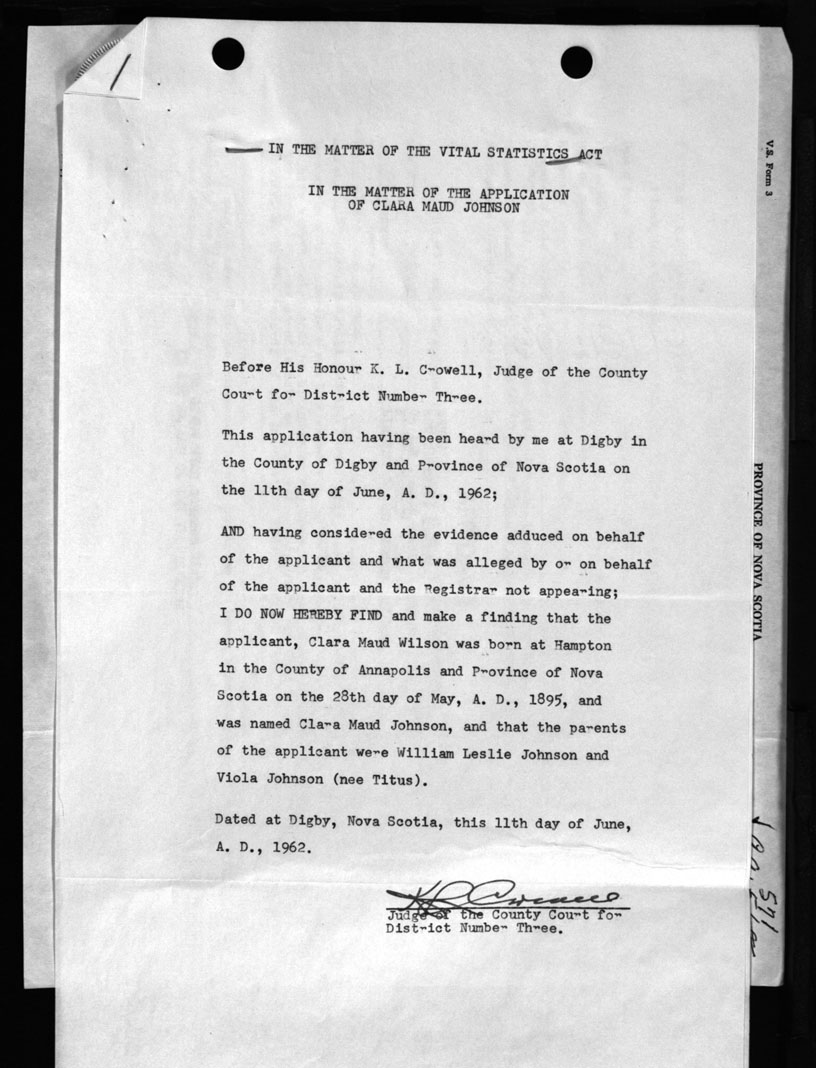 IN THE MATTER OF THE VITAL STATISTICS ACT
IN THE MATTER OF THE APPLICATION
OF CLARA MAUD JOHNSON
Before His Honour K. L. Crowell, Judge of the County
Court for District Number Three.
This application having been heard by me at Digby in
the County of Digby and Province of Nova Scotia on
the 11th day of June, A. D., 1962;
AND having considered the evidence adduced on behalf
of the applicant and what was alleged by or on behalf
of the applicant and the Registrar not appearing;
I DO NOW HEREBY FIND and make a finding that the
applicant, Clara Maud Wilson was born at Hampton
in the County of Annapolis and Province of Nova
Scotia on the 28th day of May, A. D., 1895, and
was named Clara Maud Johnson, and that the parents
of the applicant were William Leslie Johnson and
Viola Johnson (nee Titus).
Dated at Digby, Nova Scotia, this 11th day of June,
A. D., 1962.
K L Crowell
Judge of the County Court for
District Number Three.
V.S. Form 3
PROVINCE OF NOVA SCOTIA
571